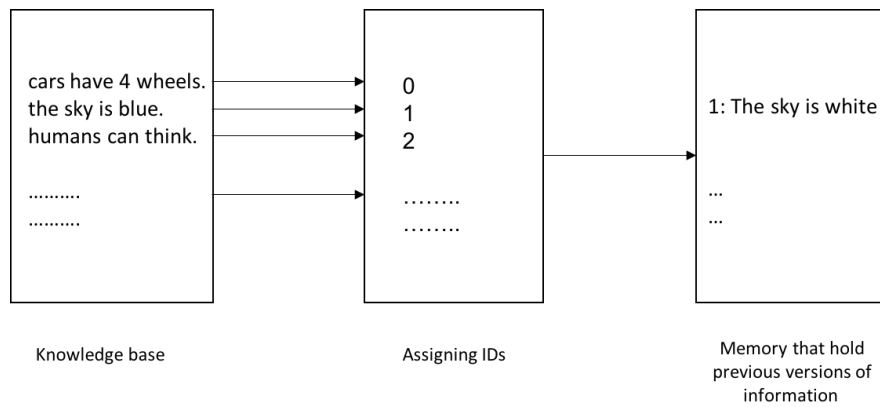 cars have 4 wheels.
the sky is blue.
humans can think.
..........
..........
0
1
2
........
........
1: The sky is white
...
...
Knowledge base
Assigning IDs
Memory that hold
previous versions of
information